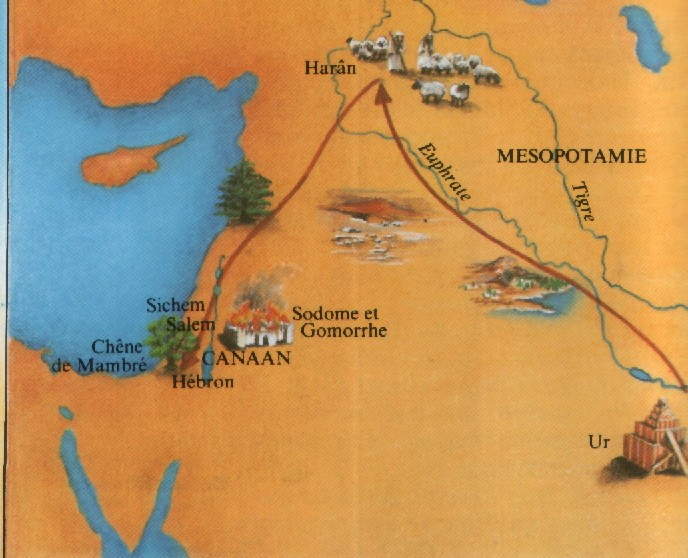 Harân
Euphrate
MESOPOTAMIE
Tigre
Sichem
Salem
Sodome et
Gomorrhe
Chêne
de Mambré
CANAAN
Hébron
Ur